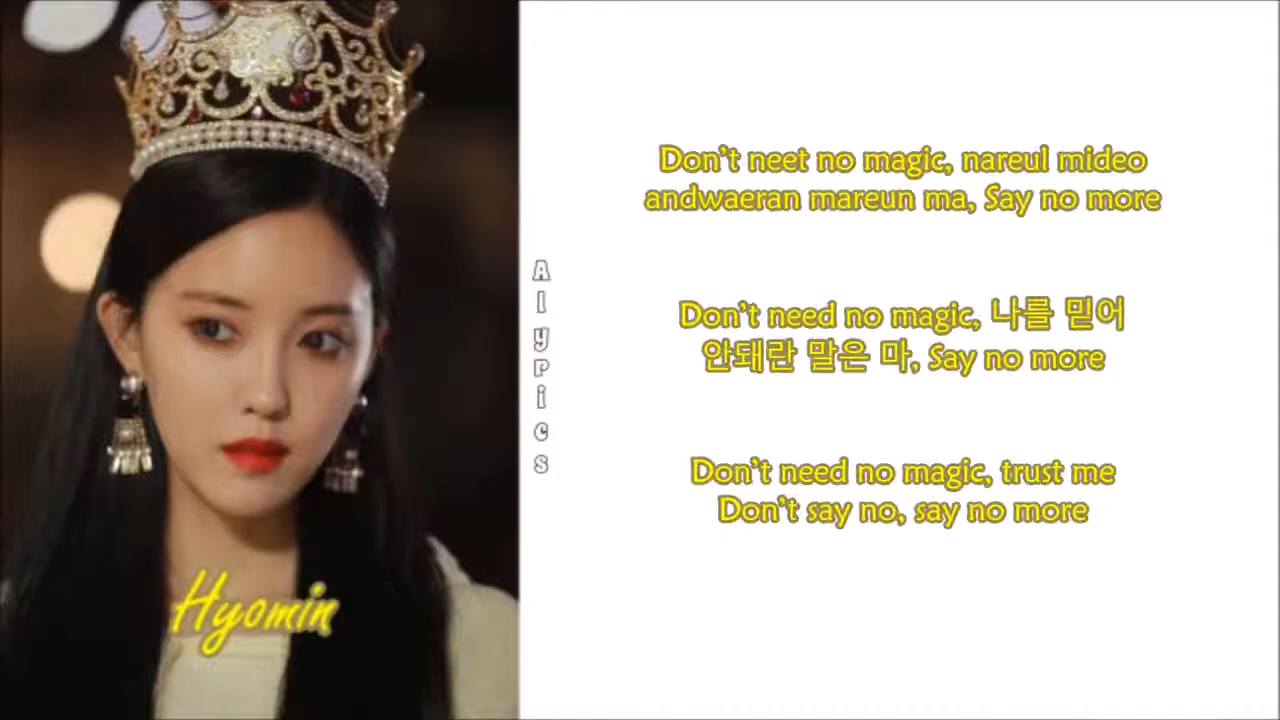 Don't neet no magic, nareul mideo
andwaeran mareun ma, Say no more
Alyrics
Don't need no magic, 나를 믿어
안돼란 말은 마, Say no more
Don't need no magic, trust me
Don't say no, say no more
Hyomin